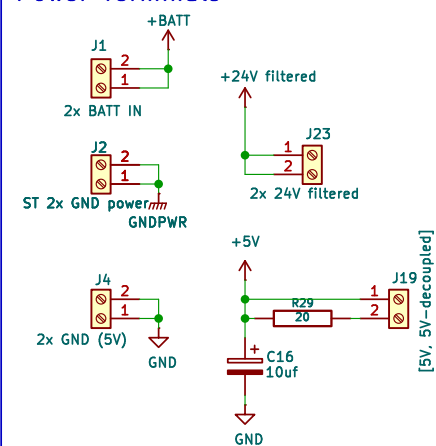 Power Terminals
+BATT
J1
2
1
2x BATT IN
+24V filtered
J23
1
2
2x 24V filtered
J2
2
1
ST 2x GND power
GNDPWR
+5V
J4
2
1
2x GND (5V)
GND
R29
20
J19
1
2
[5V, 5V-decoupled]
+
C16
10uf
GND